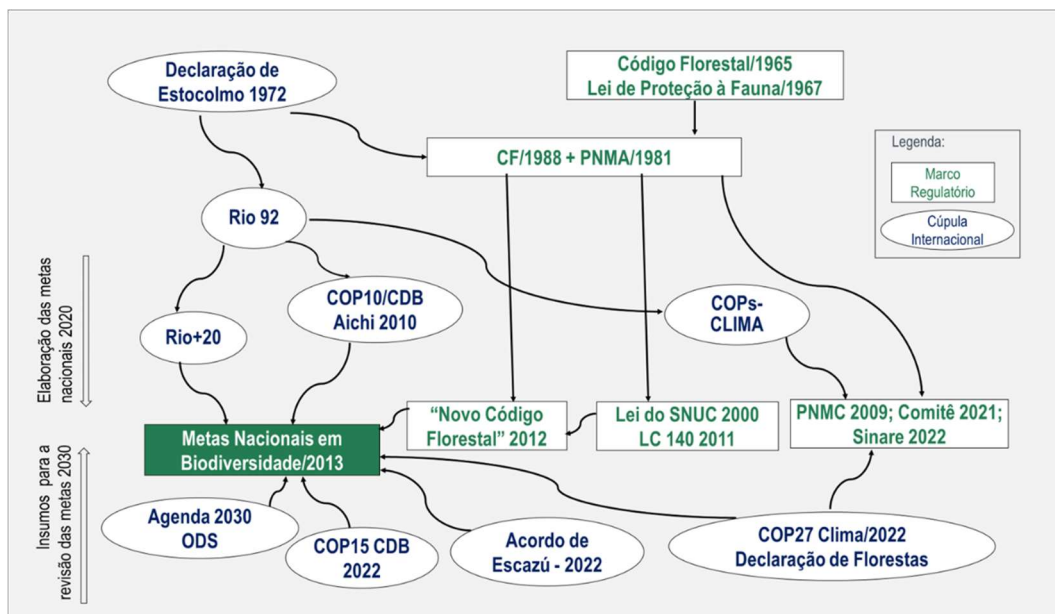 Declaração de
Estocolmo 1972
Código Florestal/1965
Lei de Proteção à Fauna/1967
CF/1988 + PNMA/1981
Legenda:
Marco
Regulatório
Cúpula
Internacional
Rio 92
Elaboração das metas
nacionais 2020
COP10/CDB
Aichi 2010
COPs-
CLIMA
Rio+20
"Novo Código
Florestal" 2012
Lei do SNUC 2000
LC 140 2011
PNMC 2009; Comitê 2021;
Sinare 2022
Metas Nacionais em
Biodiversidade/2013
Insumos para a
revisão das metas 2030
Agenda 2030
ODS
COP15 CDB
2022
Acordo de
Escazú - 2022
COP27 Clima/2022
Declaração de Florestas